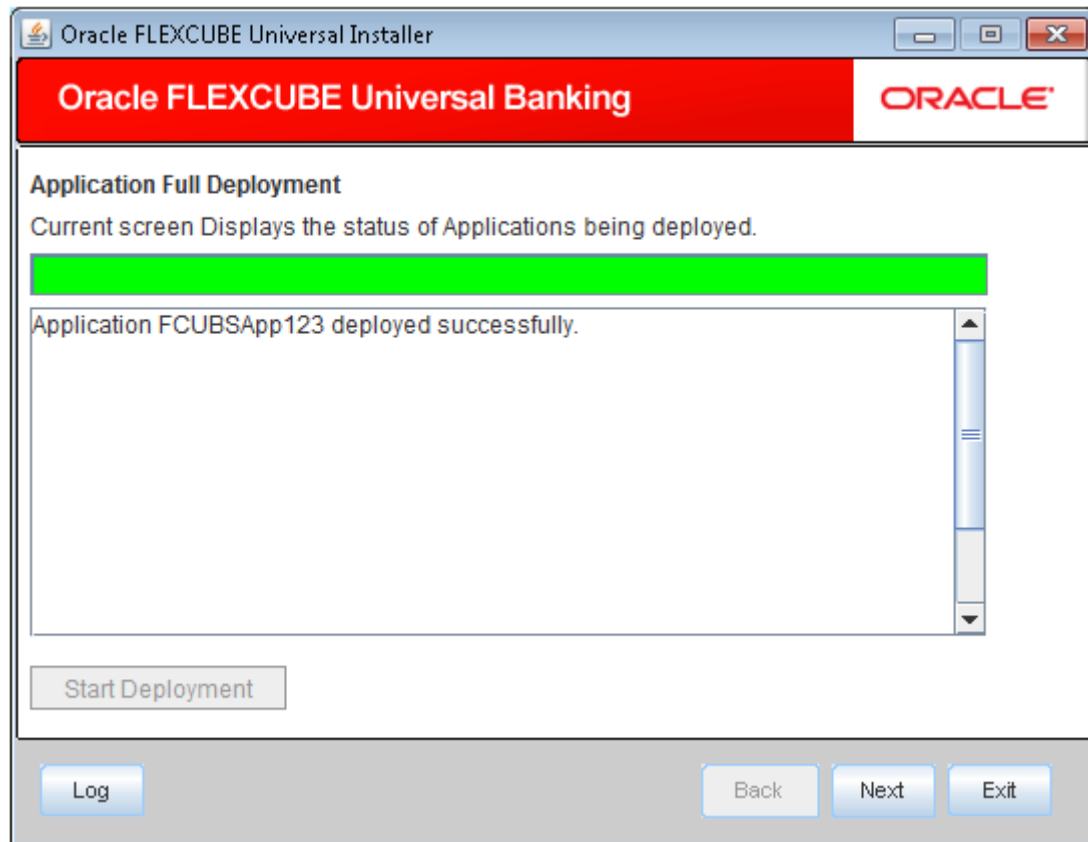 Oracle FLEXCUBE Universal Installer
Oracle FLEXCUBE Universal Banking
ORACLE
Application Full Deployment
Current screen Displays the status of Applications being deployed.
Application FCUBSApp123 deployed successfully.
Start Deployment
Log
Back
Next
Exit